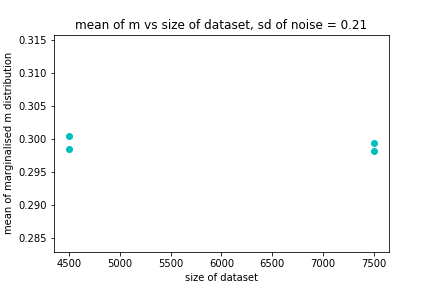 mean of m vs size of dataset, sd of noise = 0.21
mean of marginalised m distribution
0.315
0.310
0.305
0.300
0.295
0.290
0.285
4500 5000 5500 6000 6500 7000 7500
size of dataset